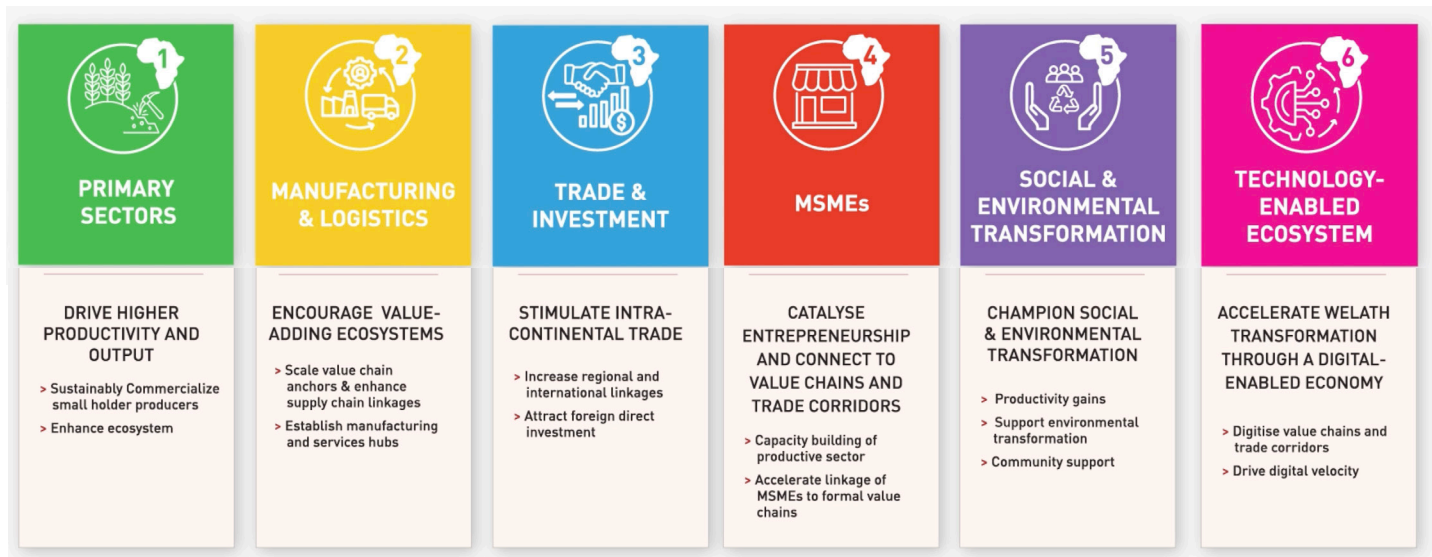 1
PRIMARY
SECTORS
DRIVE HIGHER
PRODUCTIVITY AND
OUTPUT
> Sustainably Commercialize
small holder producers
> Enhance ecosystem
2
MANUFACTURING
& LOGISTICS
ENCOURAGE VALUE-
ADDING ECOSYSTEMS
> Scale value chain
anchors & enhance
supply chain linkages
> Establish manufacturing
and services hubs
3
$
TRADE &
INVESTMENT
STIMULATE INTRA-
CONTINENTAL TRADE
> Increase regional and
international linkages
> Attract foreign direct
investment
4
MSMEs
CATALYSE
ENTREPRENEURSHIP
AND CONNECT TO
VALUE CHAINS AND
TRADE CORRIDORS
> Capacity building of
productive sector
> Accelerate linkage of
MSMEs to formal value
chains
5
SOCIAL &
ENVIRONMENTAL
TRANSFORMATION
CHAMPION SOCIAL
& ENVIRONMENTAL
TRANSFORMATION
> Productivity gains
> Support environmental
transformation
> Community support
6
TECHNOLOGY-
ENABLED
ECOSYSTEM
ACCELERATE WELATH
TRANSFORMATION
THROUGH A DIGITAL-
ENABLED ECONOMY
> Digitise value chains and
trade corridors
> Drive digital velocity